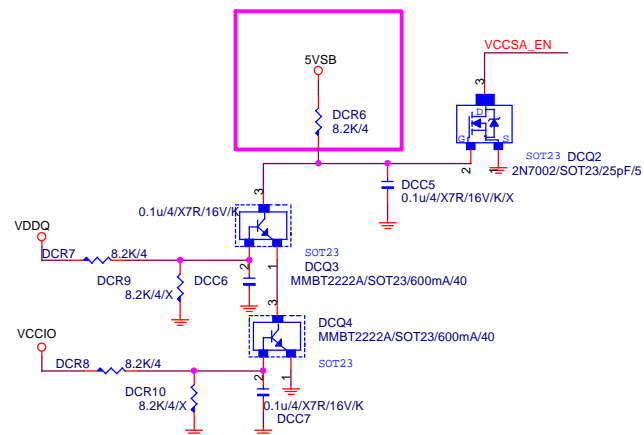 VCCSA_EN
5VSB
3
DCR6
8.2K/4
D
G
S
SOT23 DCQ2
2
1
2N7002/SOT23/25pF/5
3
DCC5
0.1u/4/X7R/16V/K/X
0.1u/4/X7R/16V/K
VDDQ
SOT23
DCR7
8.2K/4
2
1
DCQ3
DCR9
DCC6
MMBT2222A/SOT23/600mA/40
8.2K/4/X
3
DCQ4
VCCIO
MMBT2222A/SOT23/600mA/40
DCR8
8.2K/4
SOT23
2
1
DCR10
8.2K/4/X
0.1u/4/X7R/16V/K
DCC7